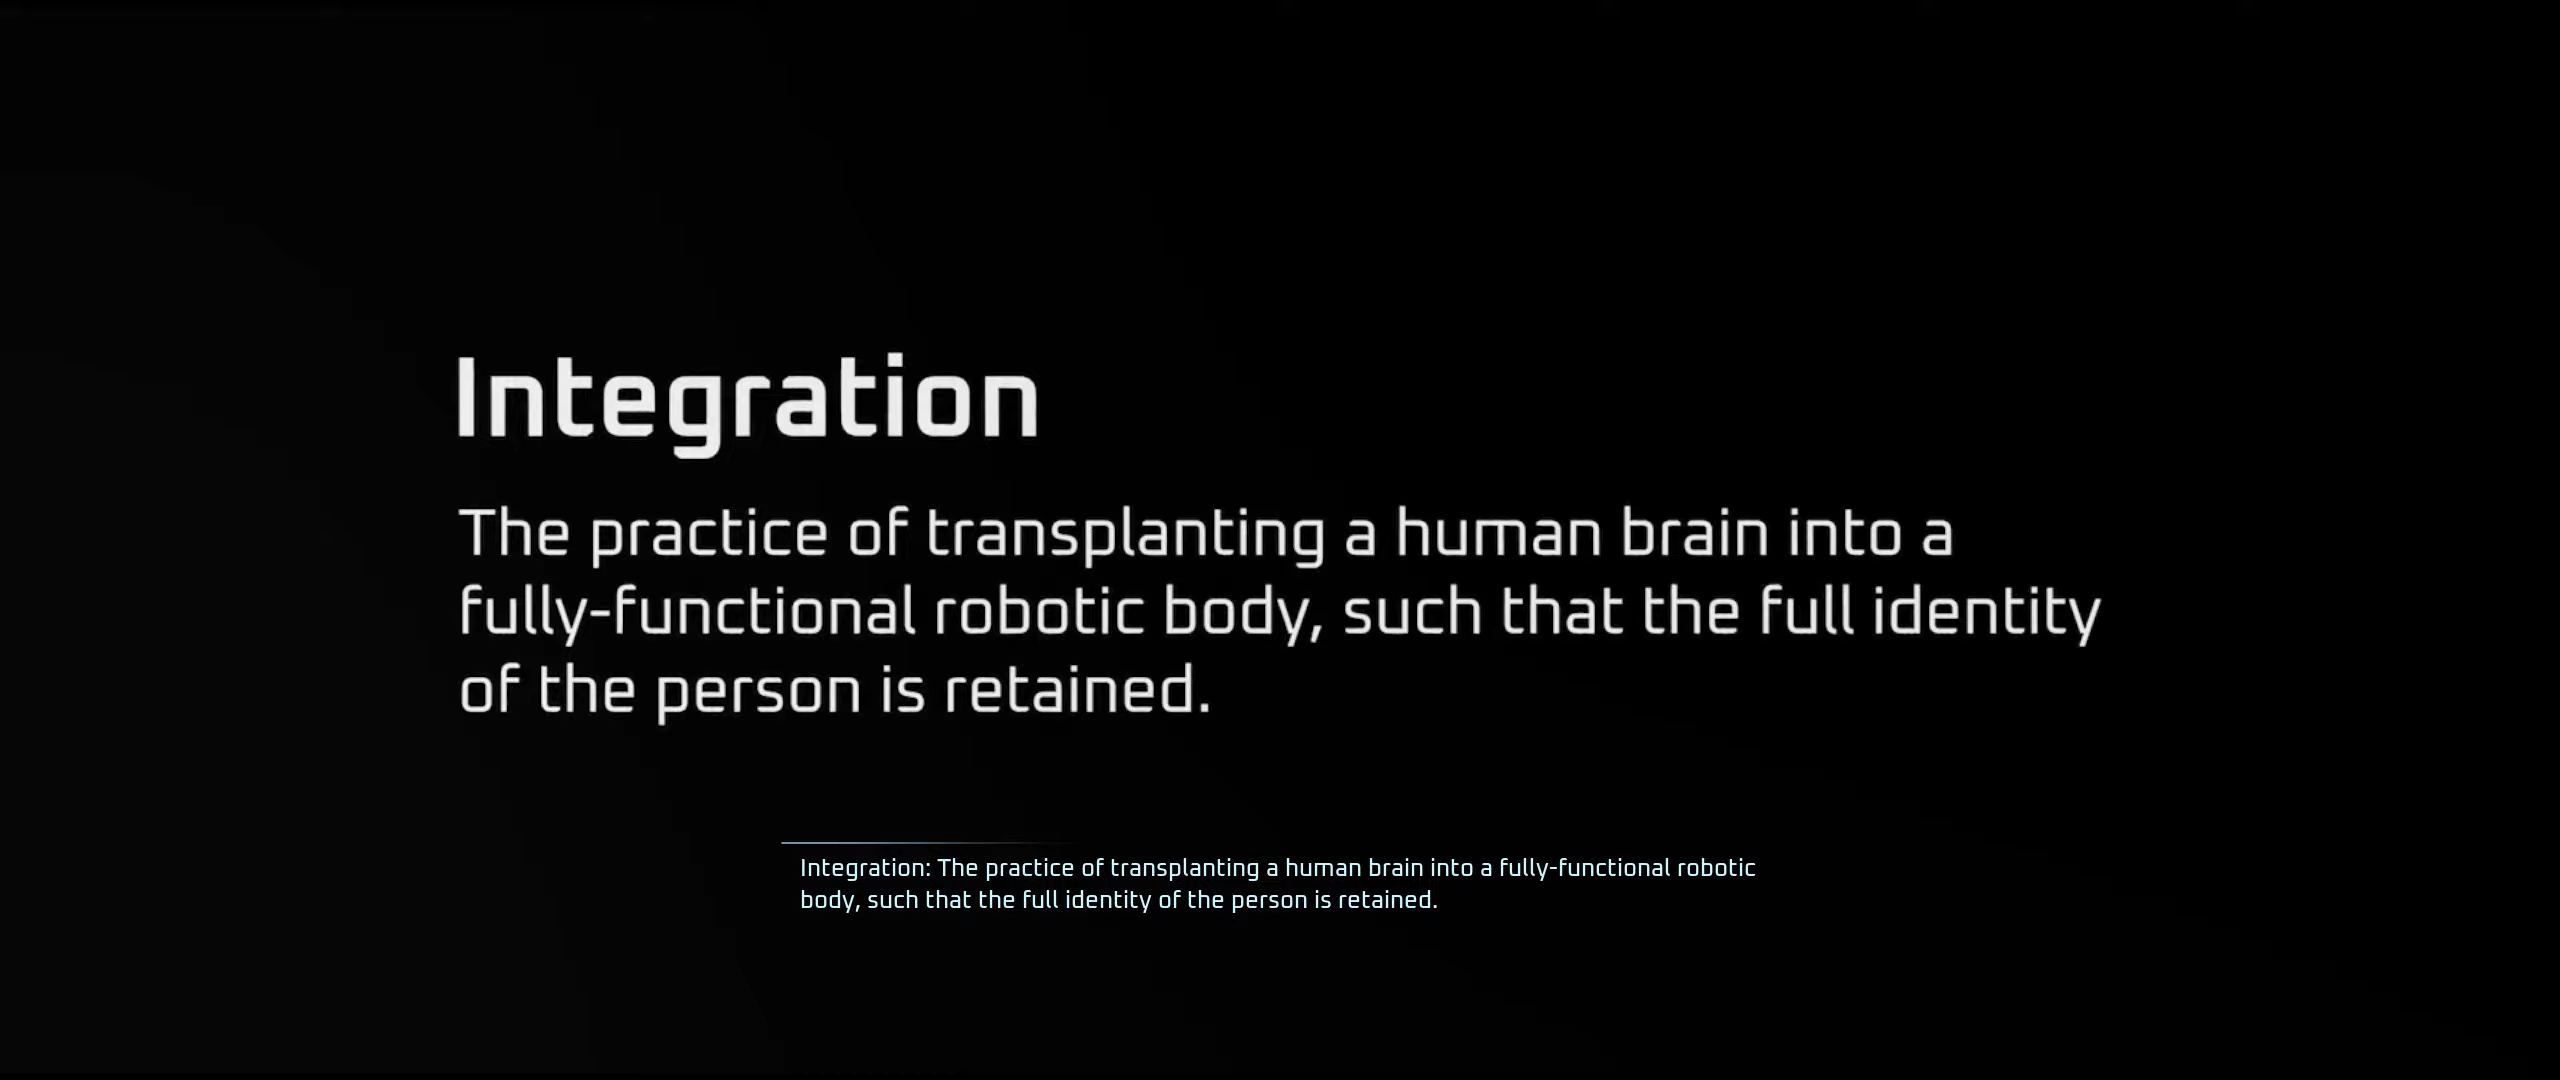 Integration
The practice of transplanting a human brain into a
fully-functional robotic body, such that the full identity
of the person is retained.
Integration: The practice of transplanting a human brain into a fully-functional robotic
body, such that the full identity of the person is retained.